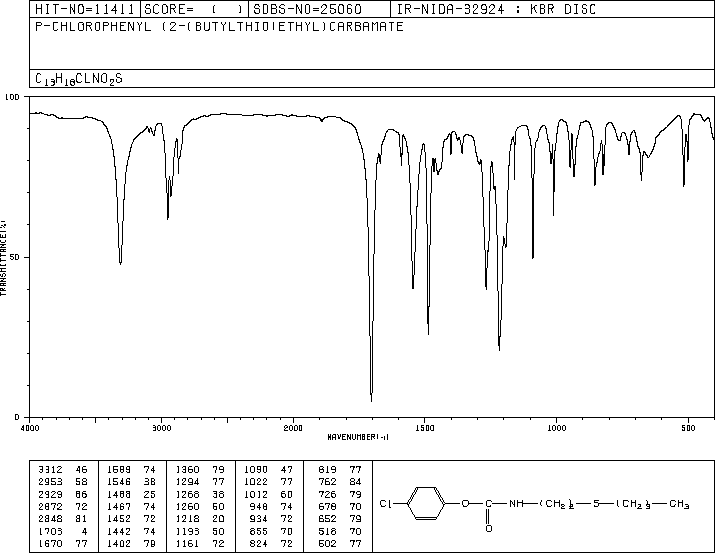 HIT-NO=11411 SCORE= ( ) SDBS-NO=25060 IR-NIDA-32924 : KBR DISC
P-CHLOROPHENYL (2-(BUTYLTHIO)ETHYL)CARBAMATE
C13H18CLNO2S
100
50
0
TRANSMITTANCE(%)
4000 3000 2000 1500 1000 500
WAVENUMBER(-1)
3312 46 1589 74 1360 79 1090 47 819 77
2953 58 1546 38 1294 77 1022 77 762 84
2929 66 1488 25 1268 38 1012 60 726 79
2872 72 1467 74 1260 60 948 74 678 70
2848 81 1452 72 1218 20 934 72 652 79
1703 4 1442 74 1193 50 855 70 518 70
1670 77 1402 79 1161 72 824 72 502 77
Cl O C NH (CH2)2 S (CH2)3 CH3
O